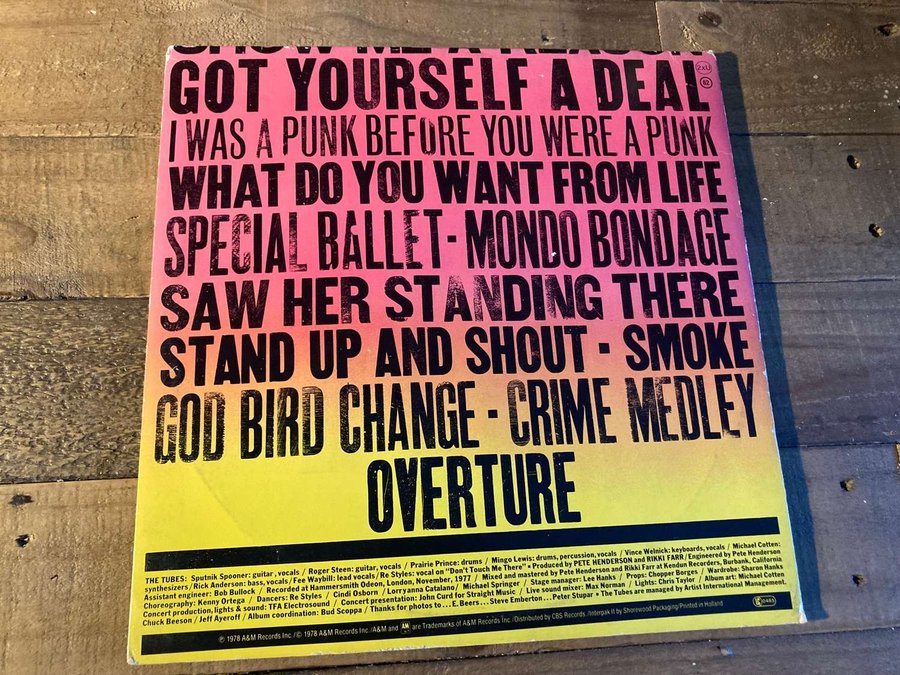 SHOW ME A REASON
GOT YOURSELF A DEAL
2xU
82
I WAS A PUNK BEFORE YOU WERE A PUNK
WHAT DO YOU WANT FROM LIFE
SPECIAL BALLET · MONDO BONDAGE
SAW HER STANDING THERE
STAND UP AND SHOUT · SMOKE
GOD BIRD CHANGE · CRIME MEDLEY
OVERTURE
THE TUBES: Sputnik Spooner: guitar, vocals / Roger Steen: guitar, vocals / Prairie Prince: drums / Mingo Lewis: drums, percussion, vocals / Vince Welnick: keyboards, vocals / Michael Cotten:
synthesizers / Rick Anderson: bass, vocals / Fee Waybill: lead vocals / Re Styles: vocal on "Don't Touch Me There" • Produced by PETE HENDERSON and RIKKI FARR / Engineered by Pete Henderson
Assistant engineer: Bob Bullock / Recorded at Hammersmith Odeon, London, November, 1977 / Mixed and mastered by Pete Henderson and Rikki Farr at Kendun Recorders, Burbank, California
Choreography: Kenny Ortega / Dancers: Re Styles / Cindi Osborn / Lorryanna Catalano / Michael Springer / Stage manager: Lee Hanks / Props: Chopper Borges / Wardrobe: Sharon Hanks
Concert production, lights & sound: TFA Electrosound / Concert presentation: John Curd for Straight Music / Live sound mixer: Max Norman / Lights: Chris Taylor / Album art: Michael Cotten
Chuck Beeson / Jeff Ayeroff / Album coordination: Bud Scoppa / Thanks for photos to . . . E. Beers . . . Steve Emberton . . . Peter Stupar • The Tubes are managed by Artist International Management.
℗ 1978 A&M Records Inc. / © 1978 A&M Records Inc. / A&M and AM are Trademarks of A&M Records Inc. / Distributed by CBS Records. / Interpak II by Shorewood Packaging / Printed in Holland